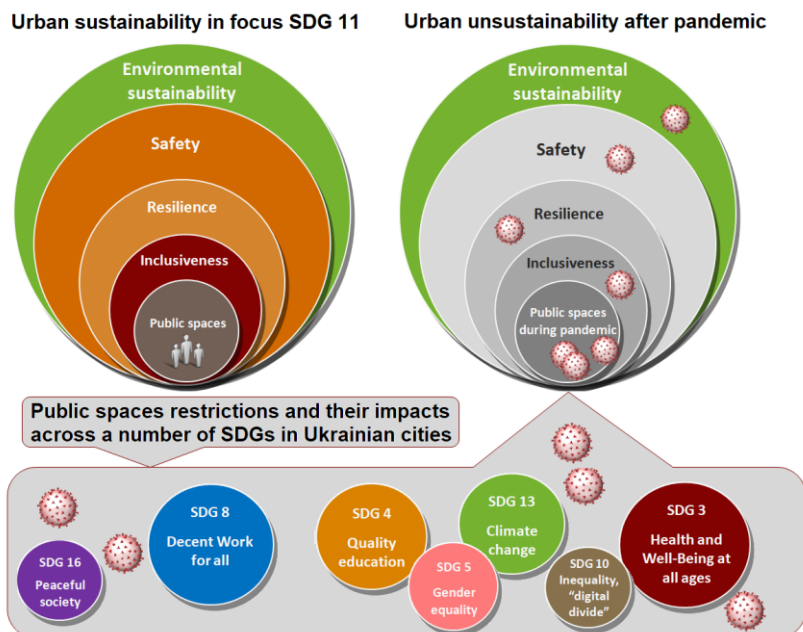 Urban sustainability in focus SDG 11
Urban unsustainability after pandemic
Environmental
sustainability
Safety
Resilience
Inclusiveness
Public spaces
Environmental
sustainability
Safety
Resilience
Inclusiveness
Public spaces
during pandemic
Public spaces restrictions and their impacts
across a number of SDGs in Ukrainian cities
SDG 16
Peaceful
society
SDG 8
Decent Work
for all
SDG 4
Quality
education
SDG 5
Gender
equality
SDG 13
Climate
change
SDG 10
Inequality,
“digital
divide”
SDG 3
Health and
Well-Being at
all ages